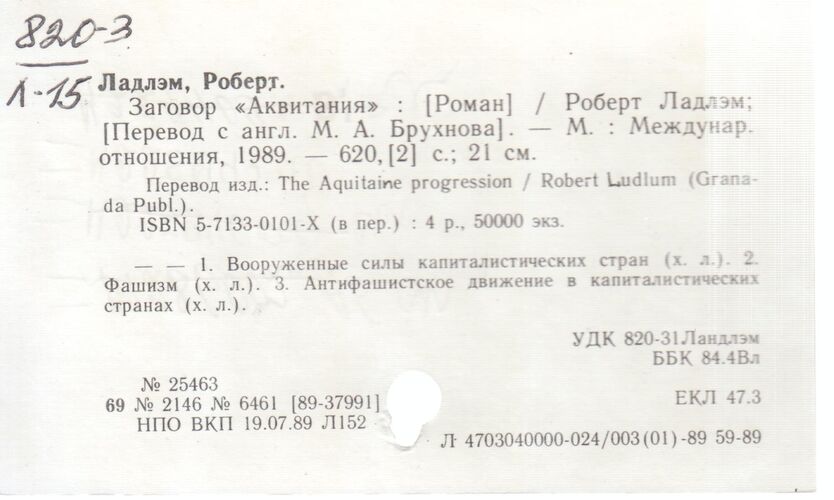 820-3
Л-15
Ладлэм, Роберт.
Заговор «Аквитания» : [Роман] / Роберт Ладлэм;
[Перевод с англ. М. А. Брухнова]. — М. : Междунар.
отношения, 1989. — 620, [2] с.; 21 см.
Перевод изд.: The Aquitaine progression / Robert Ludlum (Grana-
da Publ.).
ISBN 5-7133-0101-X (в пер.) : 4 р., 50000 экз.
— — 1. Вооруженные силы капиталистических стран (х. л.). 2.
Фашизм (х. л.). 3. Антифашистское движение в капиталистических
странах (х. л.).
УДК 820-31Ландлэм
ББК 84.4Вл
№ 25463
69 № 2146 № 6461 [89-37991]
ЕКЛ 47.3
НПО ВКП 19.07.89 Л152
Л 4703040000-024/003(01)-89 59-89